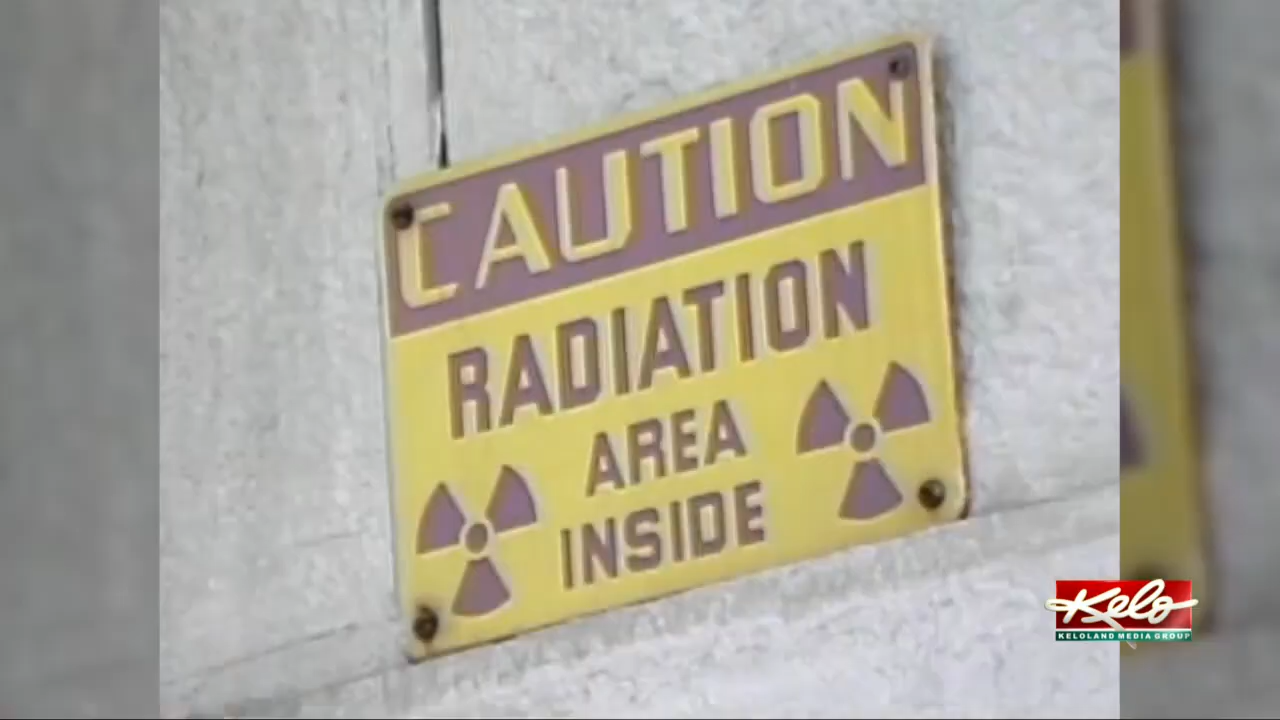 CAUTION
RADIATION
AREA
INSIDE
Kelo
KELOLAND MEDIA GROUP